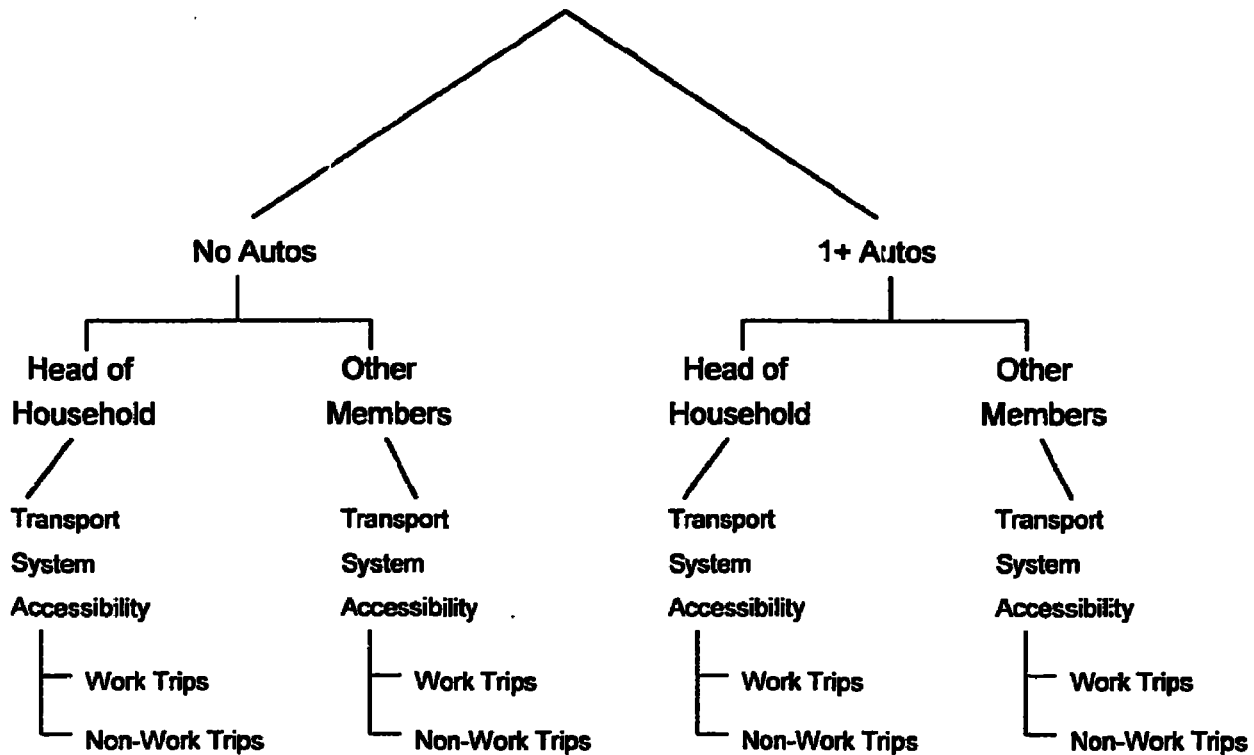 No Autos
1+ Autos
Head of
Household
Other
Members
Head of
Household
Other
Members
Transport
System
Accessibility
Transport
System
Accessibility
Transport
System
Accessibility
Transport
System
Accessibility
Work Trips
Non-Work Trips
Work Trips
Non-Work Trips
Work Trips
Non-Work Trips
Work Trips
Non-Work Trips